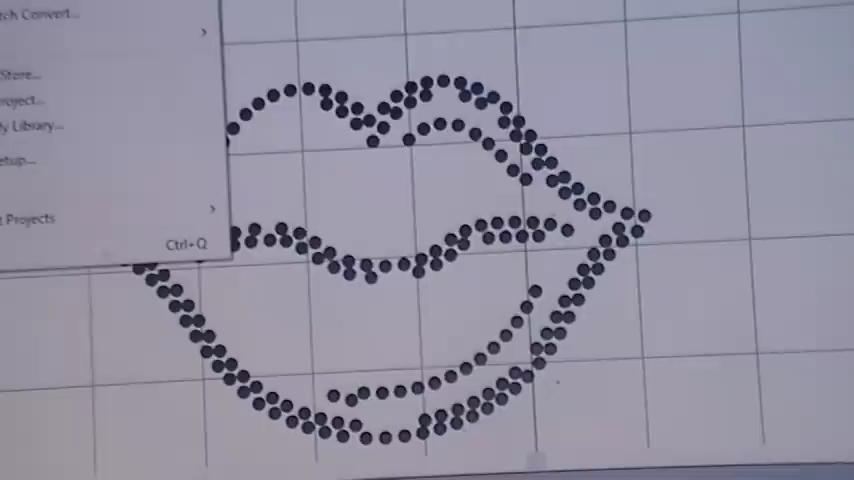 tch Convert...
Store...
roject...
y Library...
etup...
t Projects
Ctrl+Q